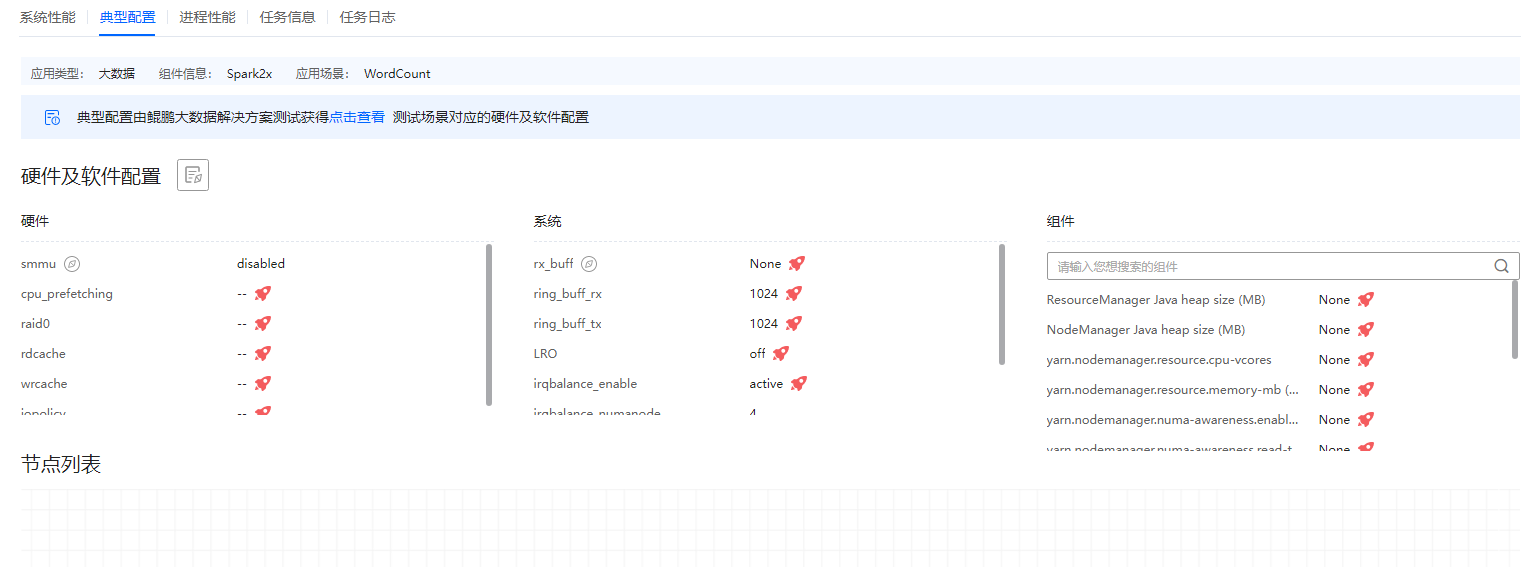 系统性能 典型配置 进程性能 任务信息 任务日志
应用类型: 大数据 组件信息: Spark2x 应用场景: WordCount
典型配置由鲲鹏大数据解决方案测试获得点击查看 测试场景对应的硬件及软件配置
硬件及软件配置
硬件
smmu disabled
cpu_prefetching --
raid0 --
rdcache --
wrcache --
iopolicy --
系统
rx_buff None
ring_buff_rx 1024
ring_buff_tx 1024
LRO off
irqbalance_enable active
irqbalance_numanode 4
组件
请输入您想搜索的组件
ResourceManager Java heap size (MB) None
NodeManager Java heap size (MB) None
yarn.nodemanager.resource.cpu-vcores None
yarn.nodemanager.resource.memory-mb (... None
yarn.nodemanager.numa-awareness.enabl... None
yarn.nodemanager.numa-awareness.read-t None
节点列表